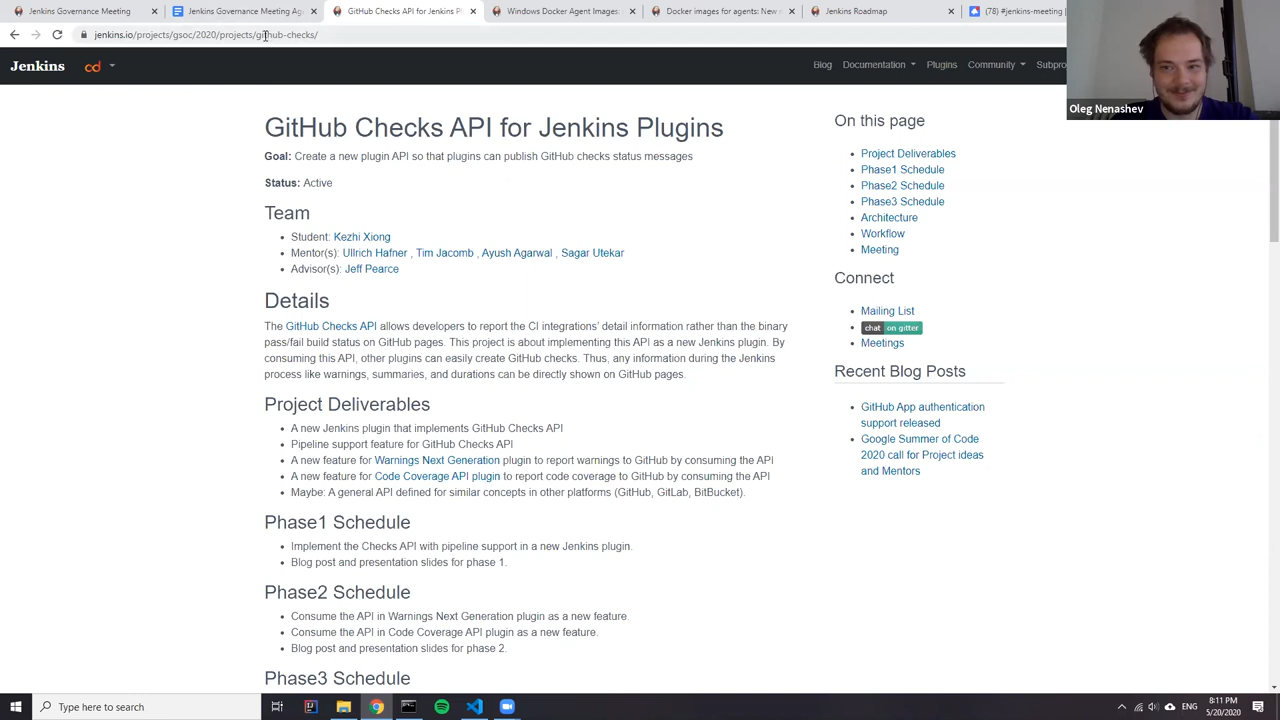 Jenkins Governance Meeting
Jenkins Governance Meeting Ag
GitHub Checks API for Jenkins Pl
Windows Docker Agent Images:
Docker images for agents: New n
Jenkins Roadmap
(78) #jenkins-meeting |
jenkins.io/projects/gsoc/2020/projects/github-checks/
Jenkins
cd
Blog
Documentation
Plugins
Community
Subpro
Oleg Nenashev
GitHub Checks API for Jenkins Plugins
Goal: Create a new plugin API so that plugins can publish GitHub checks status messages
Status: Active
Team
Student: Kezhi Xiong
Mentor(s): Ullrich Hafner , Tim Jacomb , Ayush Agarwal , Sagar Utekar
Advisor(s): Jeff Pearce
Details
The GitHub Checks API allows developers to report the CI integrations' detail information rather than the binary
pass/fail build status on GitHub pages. This project is about implementing this API as a new Jenkins plugin. By
consuming this API, other plugins can easily create GitHub checks. Thus, any information during the Jenkins
process like warnings, summaries, and durations can be directly shown on GitHub pages.
Project Deliverables
A new Jenkins plugin that implements GitHub Checks API
Pipeline support feature for GitHub Checks API
A new feature for Warnings Next Generation plugin to report warnings to GitHub by consuming the API
A new feature for Code Coverage API plugin to report code coverage to GitHub by consuming the API
Maybe: A general API defined for similar concepts in other platforms (GitHub, GitLab, BitBucket).
Phase1 Schedule
Implement the Checks API with pipeline support in a new Jenkins plugin.
Blog post and presentation slides for phase 1.
Phase2 Schedule
Consume the API in Warnings Next Generation plugin as a new feature.
Consume the API in Code Coverage API plugin as a new feature.
Blog post and presentation slides for phase 2.
Phase3 Schedule
On this page
Project Deliverables
Phase1 Schedule
Phase2 Schedule
Phase3 Schedule
Architecture
Workflow
Meeting
Connect
Mailing List
chat on gitter
Meetings
Recent Blog Posts
GitHub App authentication
support released
Google Summer of Code
2020 call for Project ideas
and Mentors
Type here to search
ENG
8:11 PM
5/20/2020